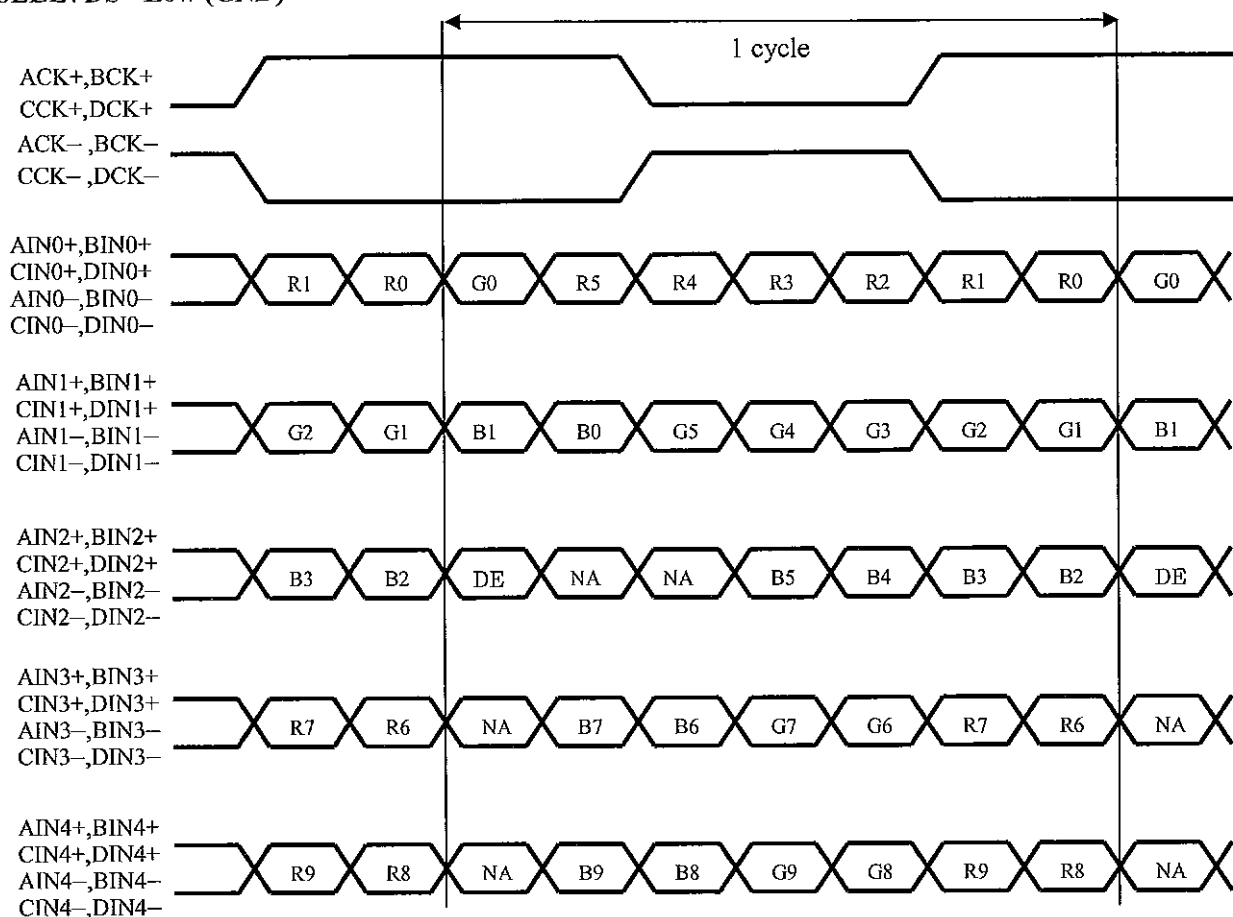 1 cycle
ACK+,BCK+
CCK+,DCK+
ACK−,BCK−
CCK−,DCK−
AIN0+,BIN0+
CIN0+,DIN0+
AIN0−,BIN0−
CIN0−,DIN0−
R1 R0 G0 R5 R4 R3 R2 R1 R0 G0
AIN1+,BIN1+
CIN1+,DIN1+
AIN1−,BIN1−
CIN1−,DIN1−
G2 G1 B1 B0 G5 G4 G3 G2 G1 B1
AIN2+,BIN2+
CIN2+,DIN2+
AIN2−,BIN2−
CIN2−,DIN2−
B3 B2 DE NA NA B5 B4 B3 B2 DE
AIN3+,BIN3+
CIN3+,DIN3+
AIN3−,BIN3−
CIN3−,DIN3−
R7 R6 NA B7 B6 G7 G6 R7 R6 NA
AIN4+,BIN4+
CIN4+,DIN4+
AIN4−,BIN4−
CIN4−,DIN4−
R9 R8 NA B9 B8 G9 G8 R9 R8 NA